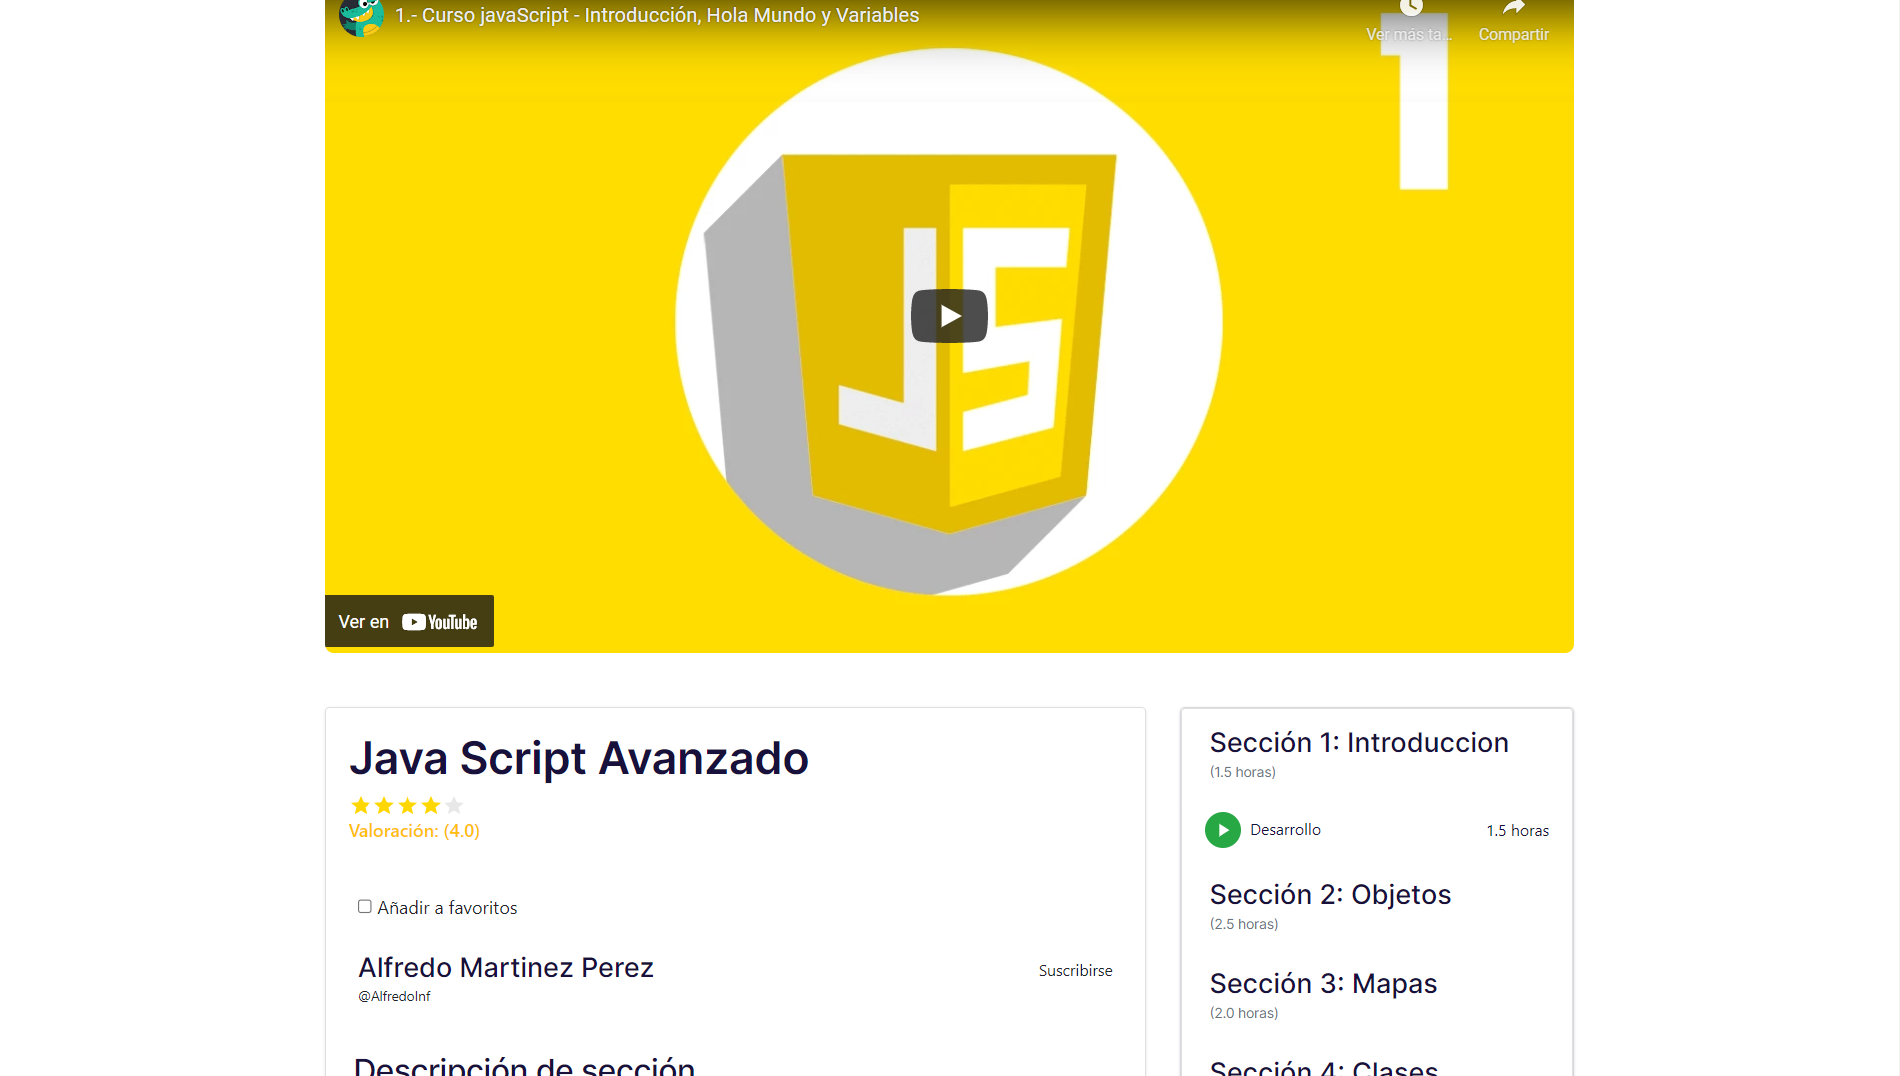 1.- Curso javaScript - Introducción, Hola Mundo y Variables
Ver más ta...
Compartir
1
JS
Ver en YouTube
Java Script Avanzado
Valoración: (4.0)
Añadir a favoritos
Alfredo Martinez Perez
@AlfredoInf
Suscribirse
Descripción de sección
Sección 1: Introduccion
(1.5 horas)
Desarrollo
1.5 horas
Sección 2: Objetos
(2.5 horas)
Sección 3: Mapas
(2.0 horas)
Sección 4: Clases